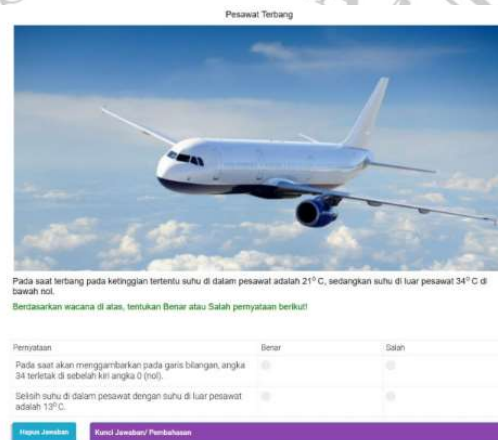 Pesawat Terbang
Pada saat terbang pada ketinggian tertentu suhu di dalam pesawat adalah 21⁰ C, sedangkan suhu di luar pesawat 34⁰ C di
bawah nol.
Berdasarkan wacana di atas, tentukan Benar atau Salah pernyataan berikut!
Pernyataan Benar Salah
Pada saat akan menggambarkan pada garis bilangan, angka
34 terletak di sebelah kiri angka 0 (nol).
Selisih suhu di dalam pesawat dengan suhu di luar pesawat
adalah 13⁰C.
Hapus Jawaban Kunci Jawaban/ Pembahasan